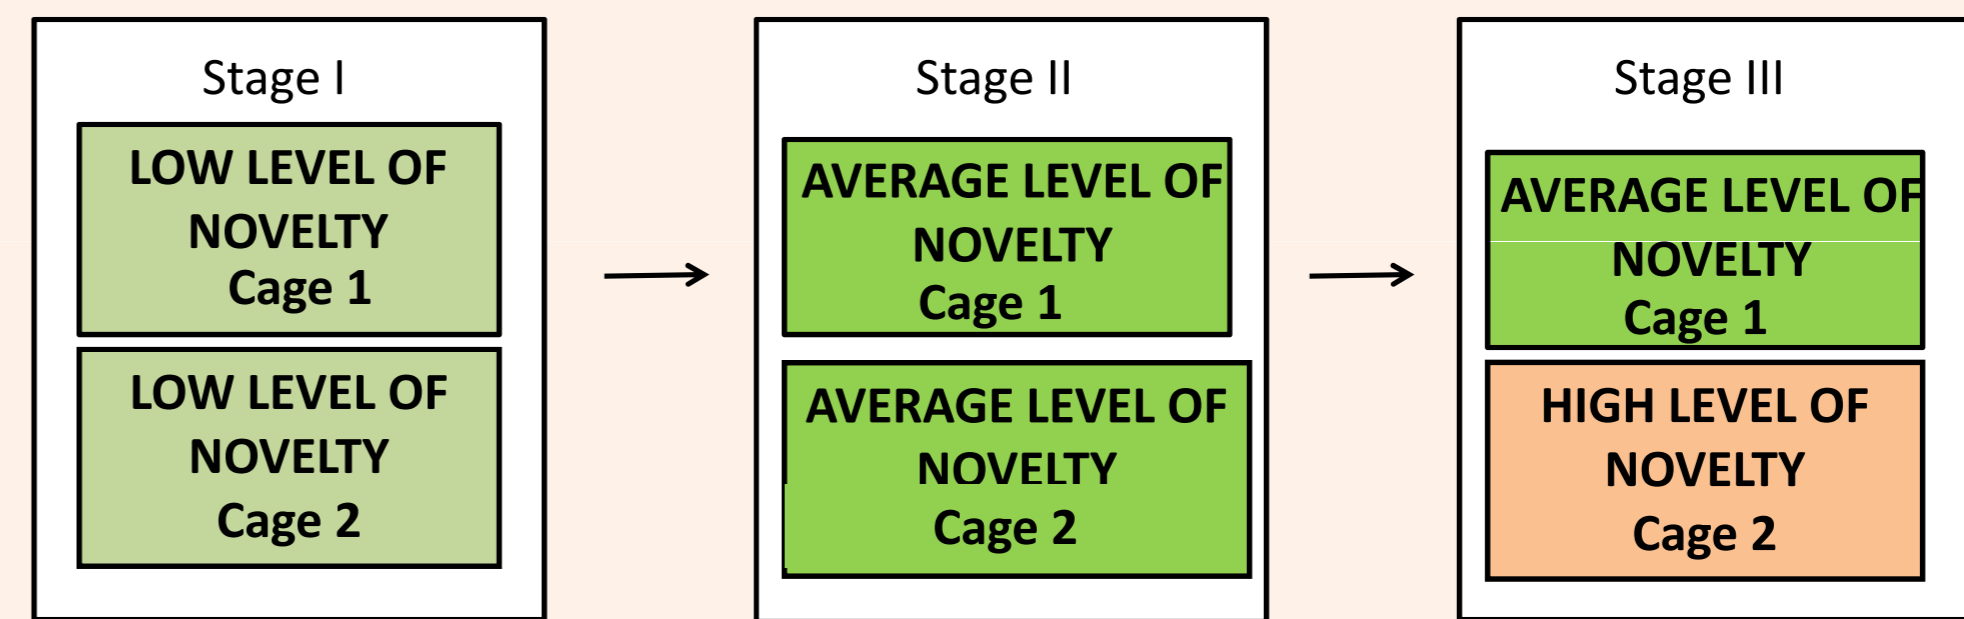 Stage I
LOW LEVEL OF
NOVELTY
Cage 1
LOW LEVEL OF
NOVELTY
Cage 2
Stage II
AVERAGE LEVEL OF
NOVELTY
Cage 1
AVERAGE LEVEL OF
NOVELTY
Cage 2
Stage III
AVERAGE LEVEL OF
NOVELTY
Cage 1
HIGH LEVEL OF
NOVELTY
Cage 2